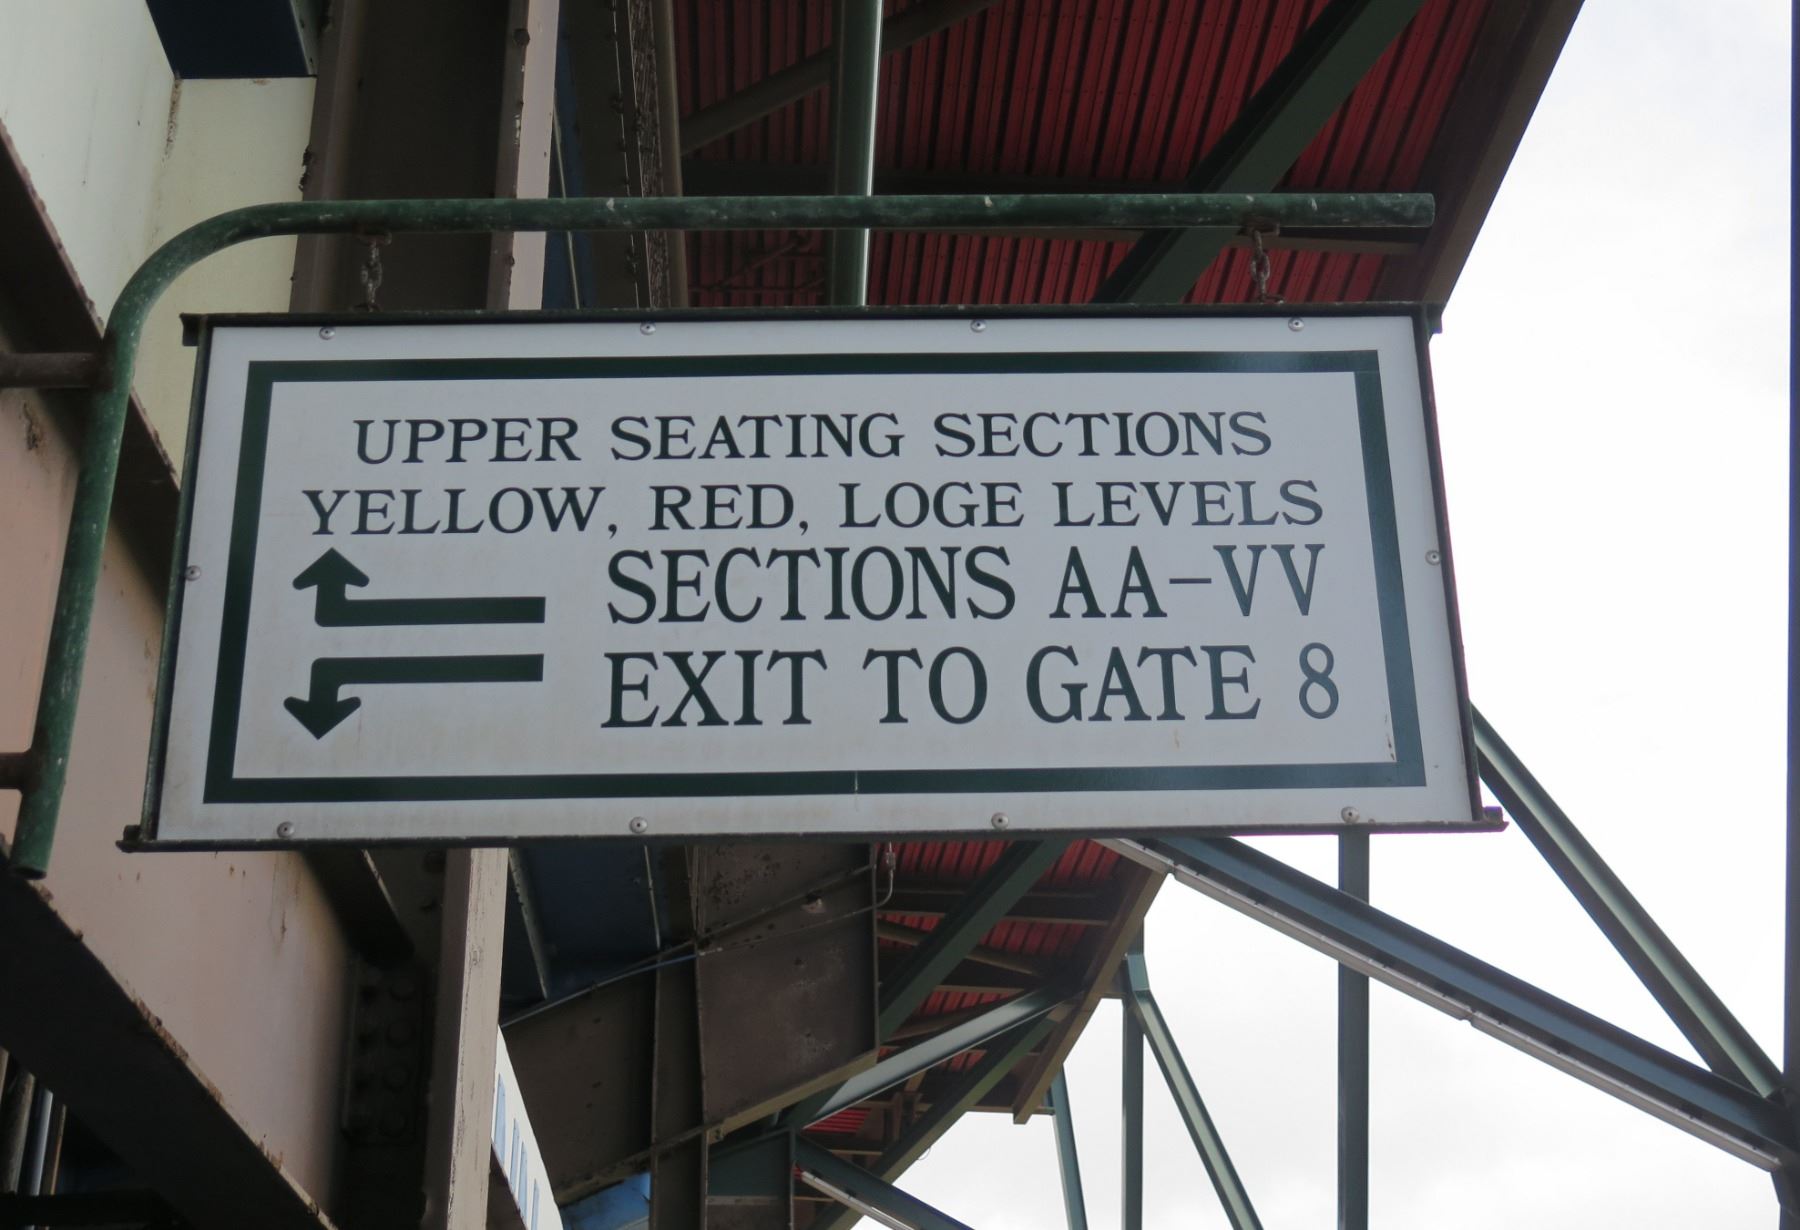 UPPER SEATING SECTIONS
YELLOW, RED, LOGE LEVELS
SECTIONS AA-VV
EXIT TO GATE 8